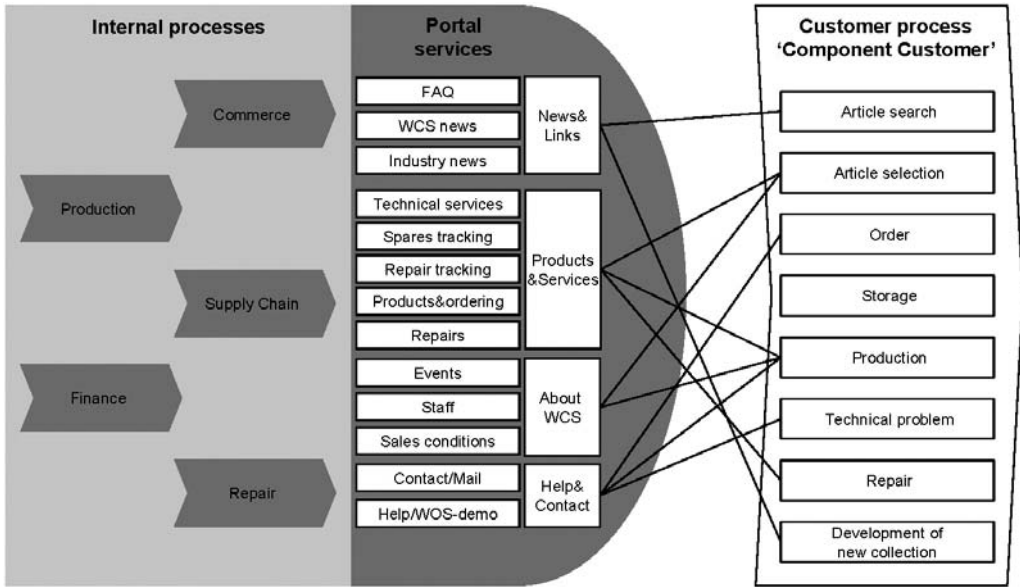 Internal processes
Commerce
Production
Supply Chain
Finance
Repair
Portal
services
FAQ
WCS news
Industry news
News&
Links
Technical services
Spares tracking
Repair tracking
Products&ordering
Repairs
Products
&Services
Events
Staff
Sales conditions
About
WCS
Contact/Mail
Help/WOS-demo
Help&
Contact
Customer process
‘Component Customer’
Article search
Article selection
Order
Storage
Production
Technical problem
Repair
Development of
new collection